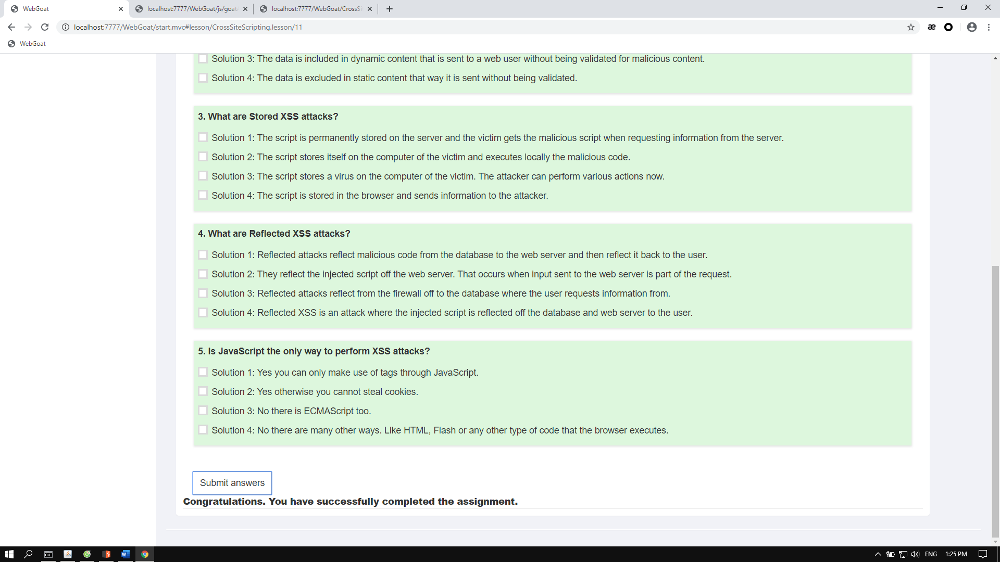 WebGoat
localhost:7777/WebGoat/js/goat
localhost:7777/WebGoat/CrossSi
localhost:7777/WebGoat/start.mvc#lesson/CrossSiteScripting.lesson/11
WebGoat
Solution 3: The data is included in dynamic content that is sent to a web user without being validated for malicious content.
Solution 4: The data is excluded in static content that way it is sent without being validated.
3. What are Stored XSS attacks?
Solution 1: The script is permanently stored on the server and the victim gets the malicious script when requesting information from the server.
Solution 2: The script stores itself on the computer of the victim and executes locally the malicious code.
Solution 3: The script stores a virus on the computer of the victim. The attacker can perform various actions now.
Solution 4: The script is stored in the browser and sends information to the attacker.
4. What are Reflected XSS attacks?
Solution 1: Reflected attacks reflect malicious code from the database to the web server and then reflect it back to the user.
Solution 2: They reflect the injected script off the web server. That occurs when input sent to the web server is part of the request.
Solution 3: Reflected attacks reflect from the firewall off to the database where the user requests information from.
Solution 4: Reflected XSS is an attack where the injected script is reflected off the database and web server to the user.
5. Is JavaScript the only way to perform XSS attacks?
Solution 1: Yes you can only make use of tags through JavaScript.
Solution 2: Yes otherwise you cannot steal cookies.
Solution 3: No there is ECMAScript too.
Solution 4: No there are many other ways. Like HTML, Flash or any other type of code that the browser executes.
Submit answers
Congratulations. You have successfully completed the assignment.
ENG
1:25 PM